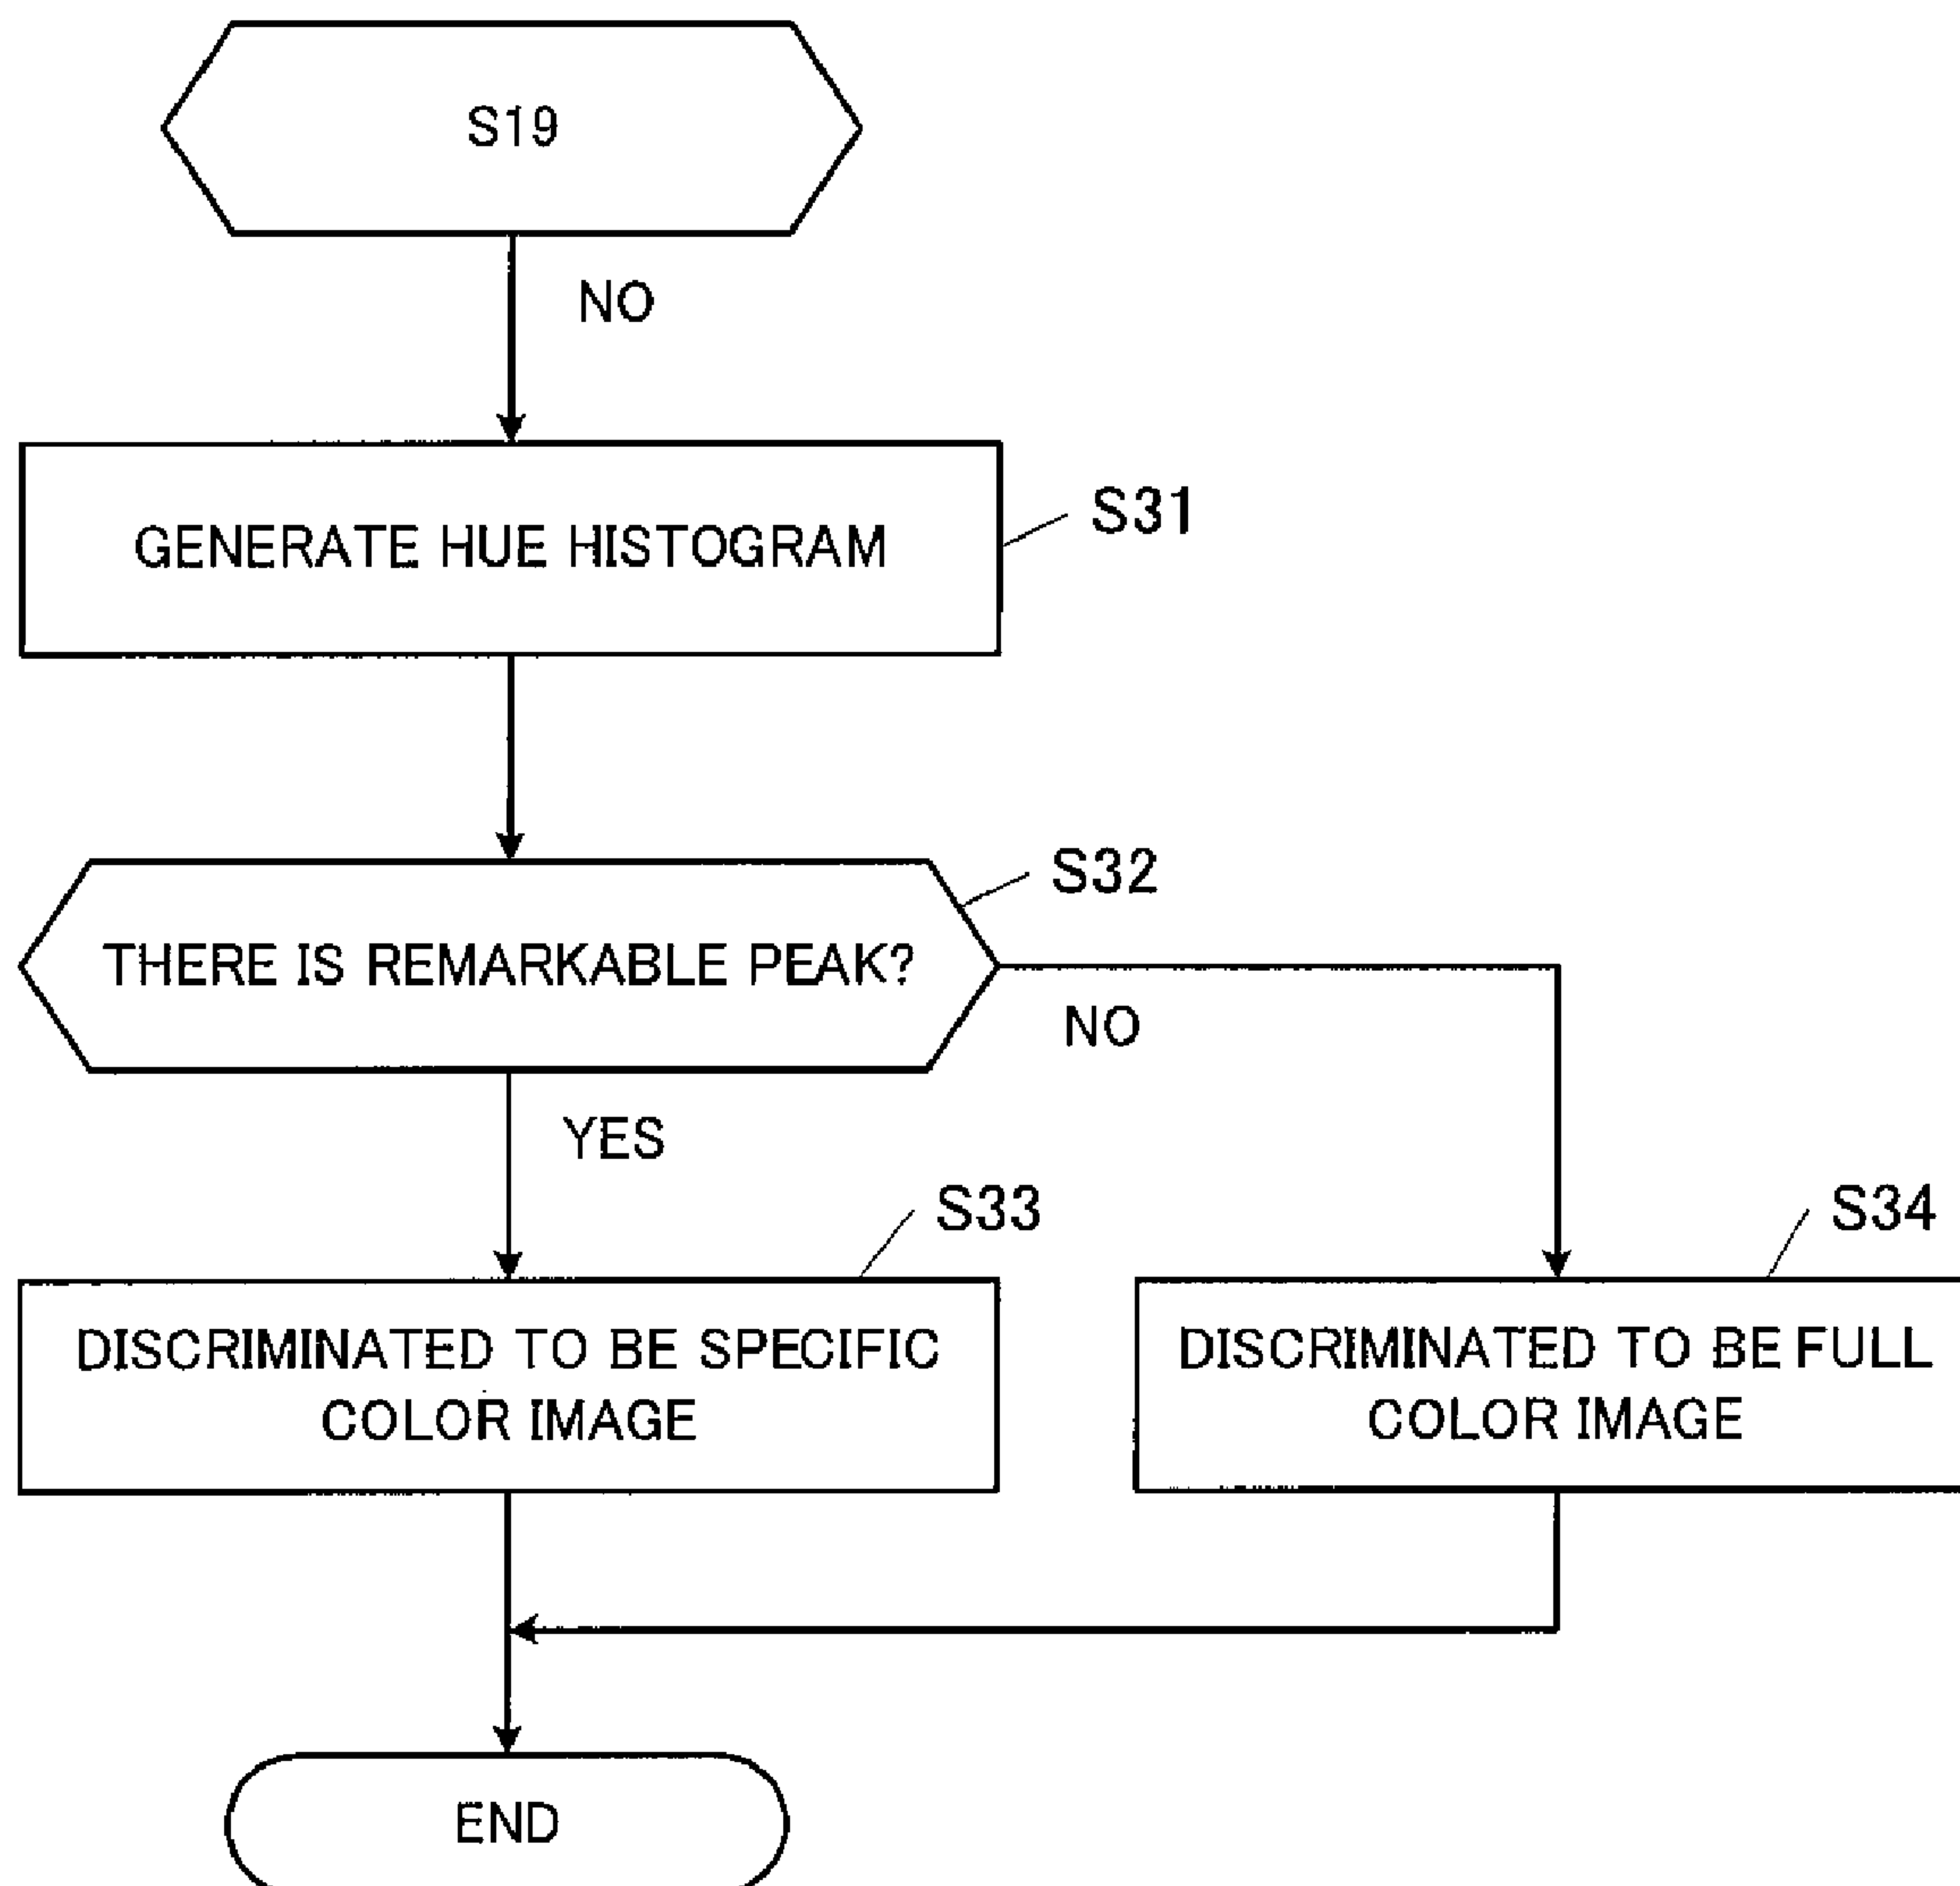 S19
NO
GENERATE HUE HISTOGRAM
S31
THERE IS REMARKABLE PEAK?
S32
NO
YES
S33
DISCRIMINATED TO BE SPECIFIC
COLOR IMAGE
S34
DISCRIMINATED TO BE FULL
COLOR IMAGE
END